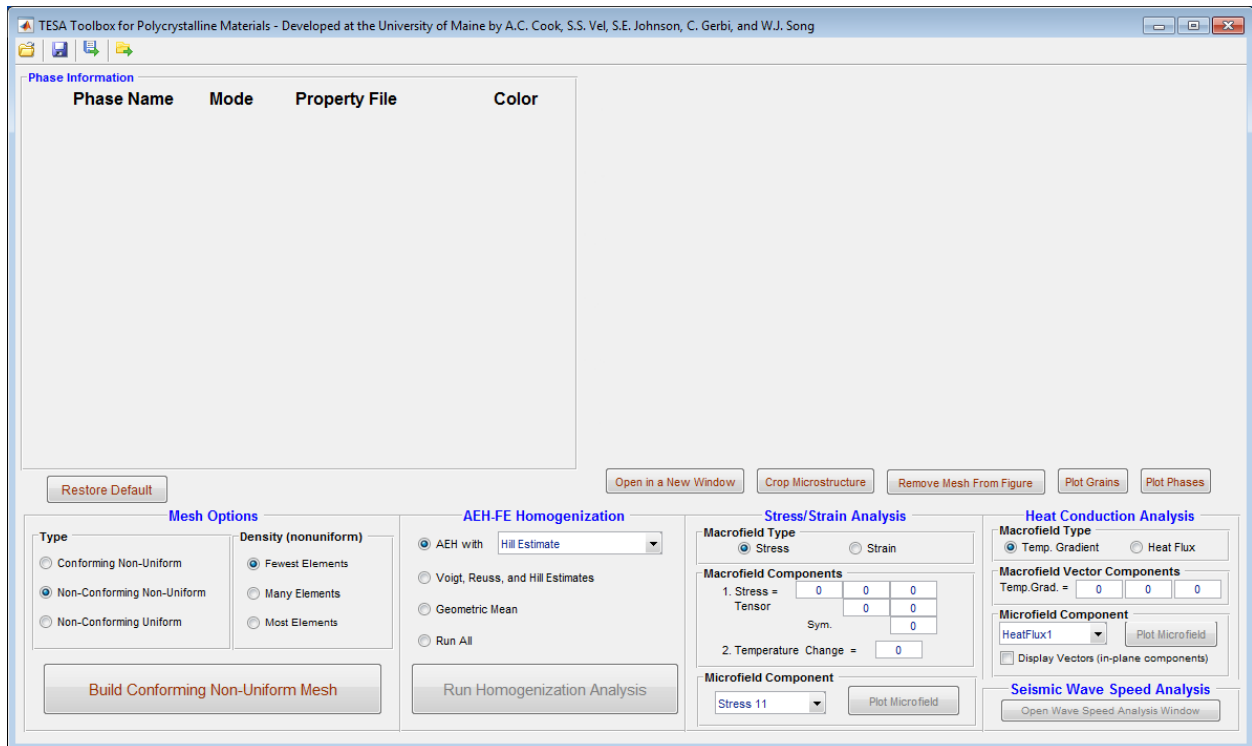 TESA Toolbox for Polycrystalline Materials - Developed at the University of Maine by A.C. Cook, S.S. Vel, S.E. Johnson, C. Gerbi, and W.J. Song
Phase Information
Phase Name Mode Property File Color
Restore Default
Open in a New Window Crop Microstructure Remove Mesh From Figure Plot Grains Plot Phases
Mesh Options
Type
Conforming Non-Uniform
Non-Conforming Non-Uniform
Non-Conforming Uniform
Density (nonuniform)
Fewest Elements
Many Elements
Most Elements
Build Conforming Non-Uniform Mesh
AEH-FE Homogenization
AEH with Hill Estimate
Voigt, Reuss, and Hill Estimates
Geometric Mean
Run All
Run Homogenization Analysis
Stress/Strain Analysis
Macrofield Type
Stress Strain
Macrofield Components
1. Stress = 0 0 0
Tensor 0 0
Sym. 0
2. Temperature Change = 0
Microfield Component
Stress 11 Plot Microfield
Heat Conduction Analysis
Macrofield Type
Temp. Gradient Heat Flux
Macrofield Vector Components
Temp.Grad. = 0 0 0
Microfield Component
HeatFlux1 Plot Microfield
Display Vectors (in-plane components)
Seismic Wave Speed Analysis
Open Wave Speed Analysis Window